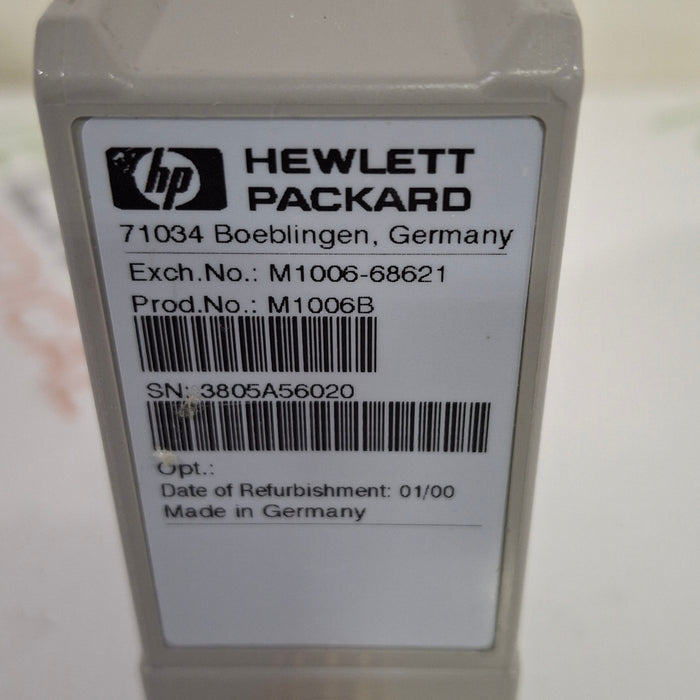 hp HEWLETT
PACKARD
71034 Boeblingen, Germany
Exch.No.: M1006-68621
Prod.No.: M1006B
SN: 3805A56020
Opt.:
Date of Refurbishment: 01/00
Made in Germany